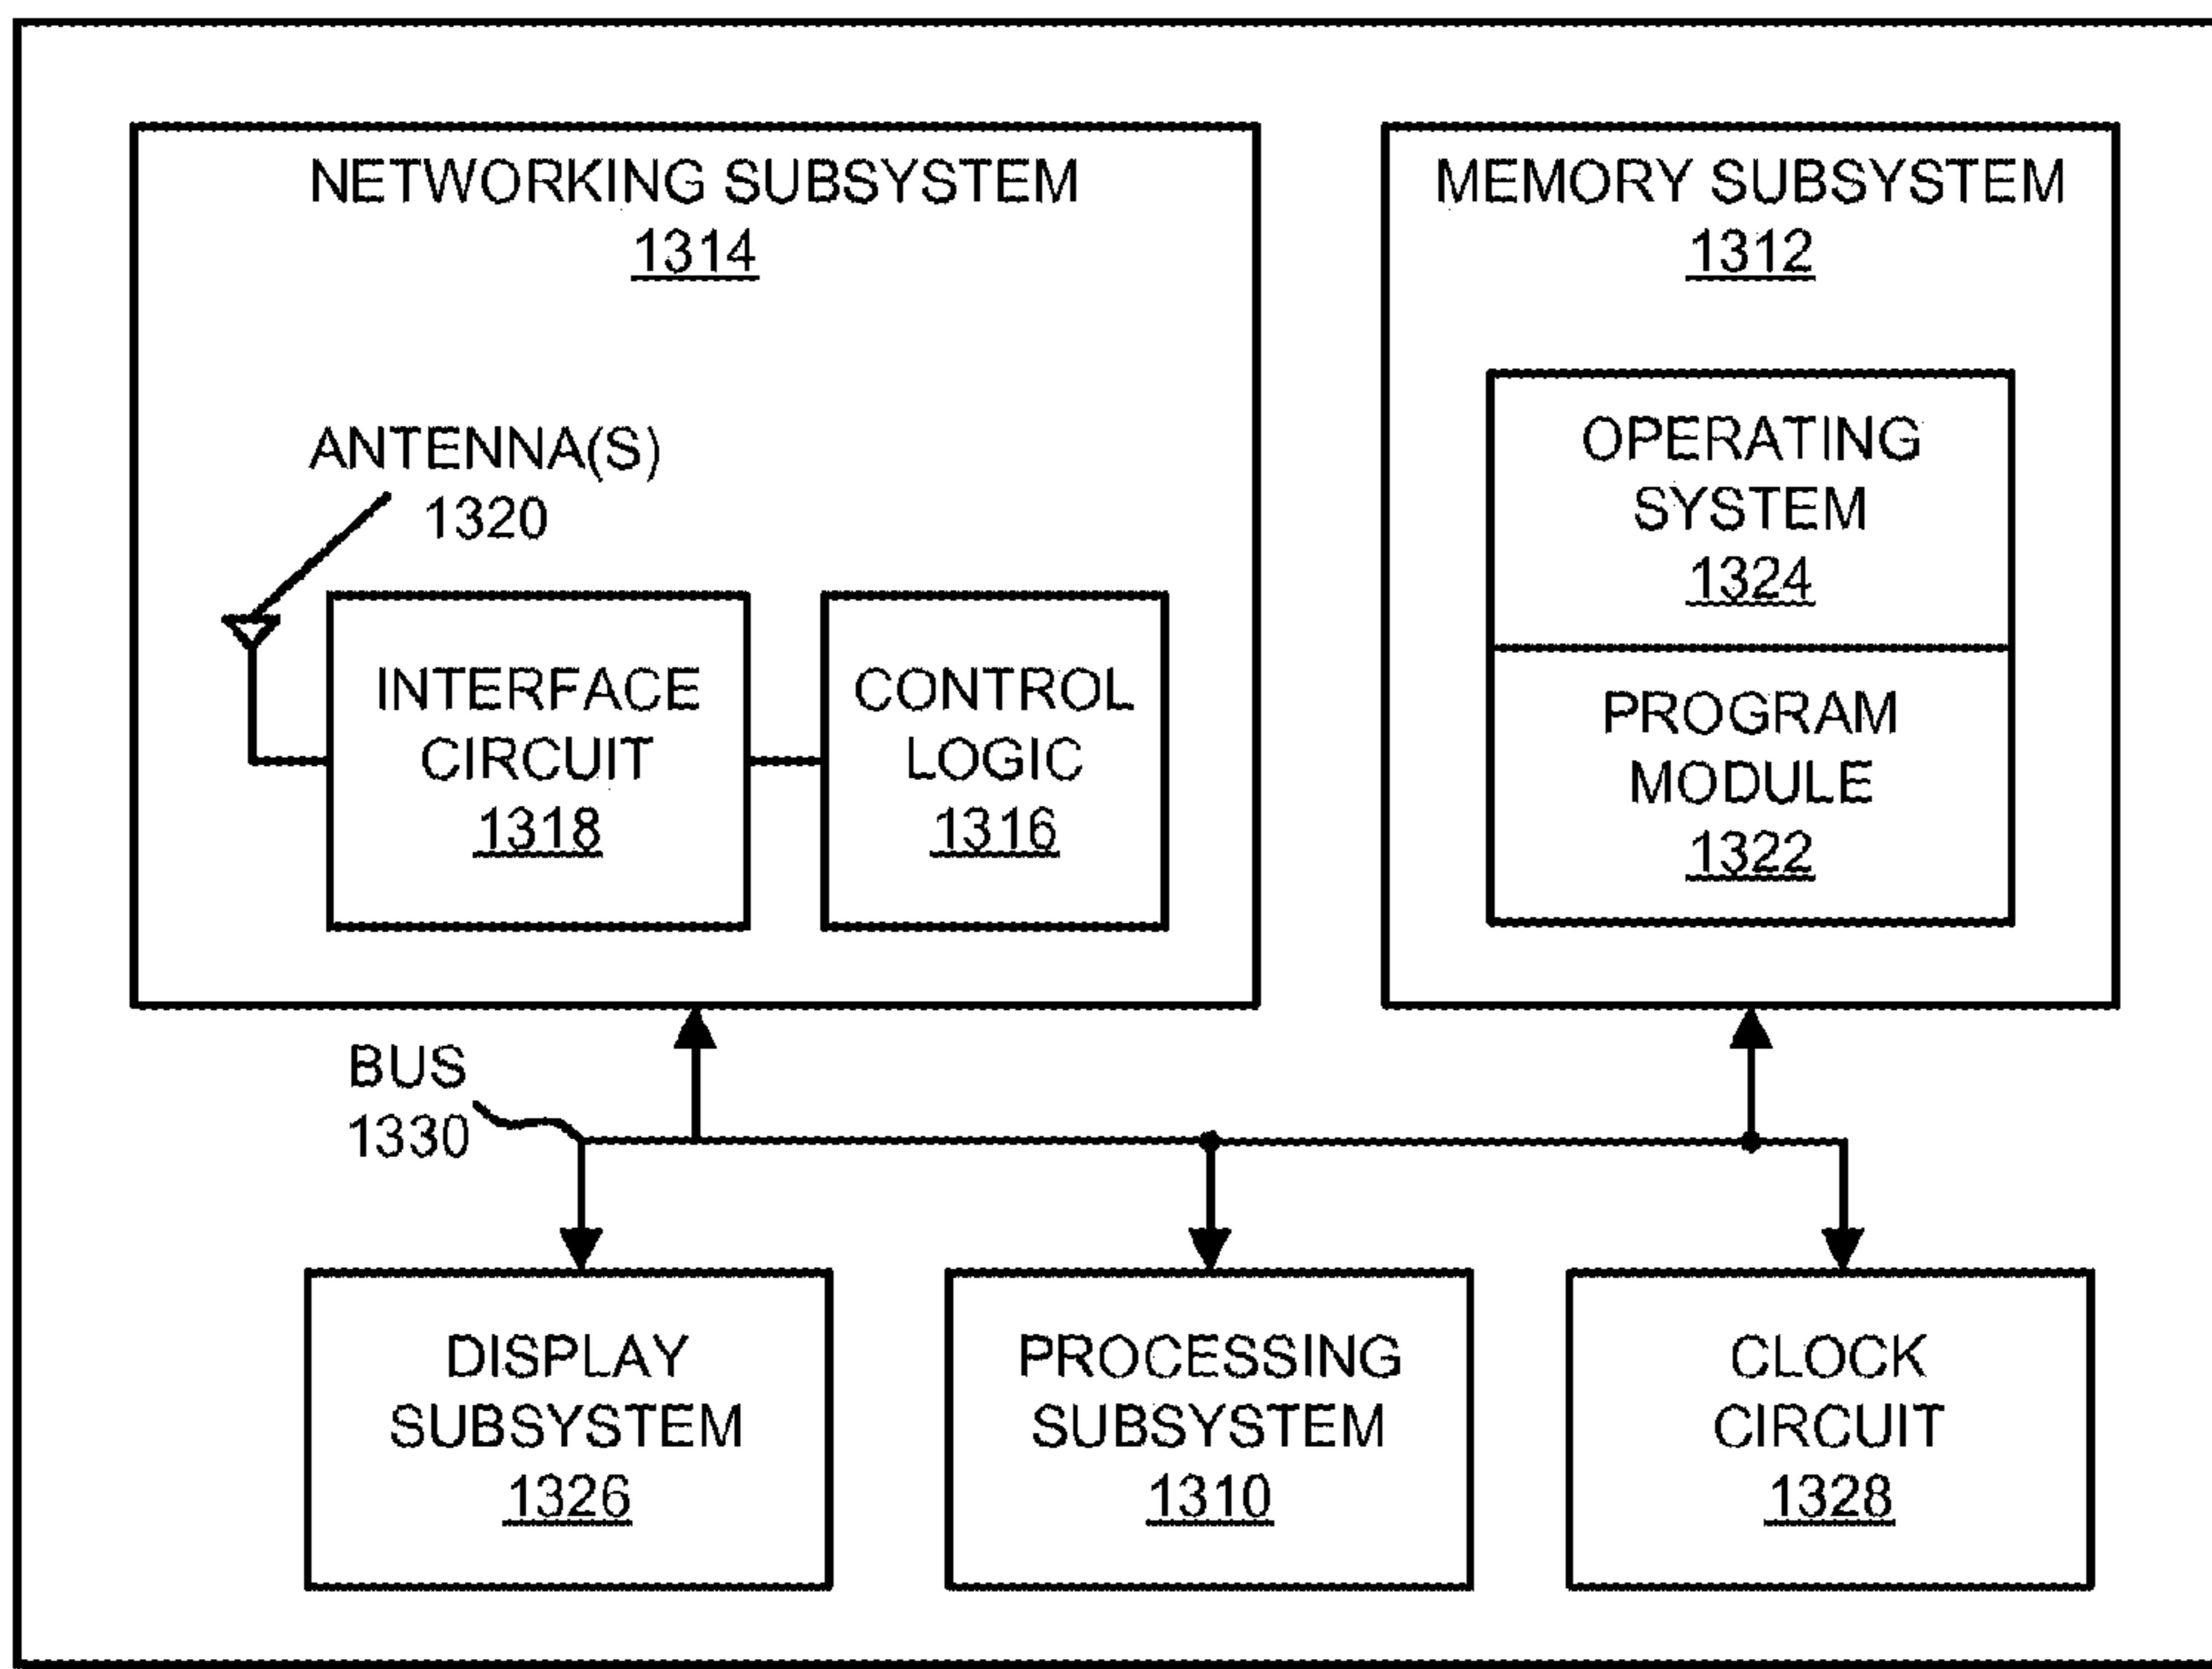 NETWORKING SUBSYSTEM
1314
ANTENNA(S)
1320
INTERFACE
CIRCUIT
1318
CONTROL
LOGIC
1316
MEMORY SUBSYSTEM
1312
OPERATING
SYSTEM
1324
PROGRAM
MODULE
1322
BUS
1330
DISPLAY
SUBSYSTEM
1326
PROCESSING
SUBSYSTEM
1310
CLOCK
CIRCUIT
1328